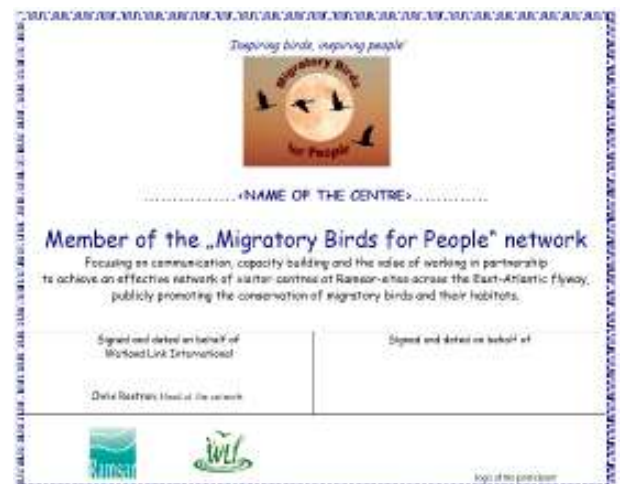 'Inspiring birds, inspiring people'
Migratory Birds
for People
................<NAME OF THE CENTRE>.............
Member of the „Migratory Birds for People“ network
Focusing on communication, capacity building and the value of working in partnership
to achieve an effective network of visitor centres at Ramsar-sites across the East-Atlantic flyway,
publicly promoting the conservation of migratory birds and their habitats.
Signed and dated on behalf of
Wetland Link International
Signed and dated on behalf of
Chris Rostron, Head of the network
Ramsar
WLI
logo of the participant